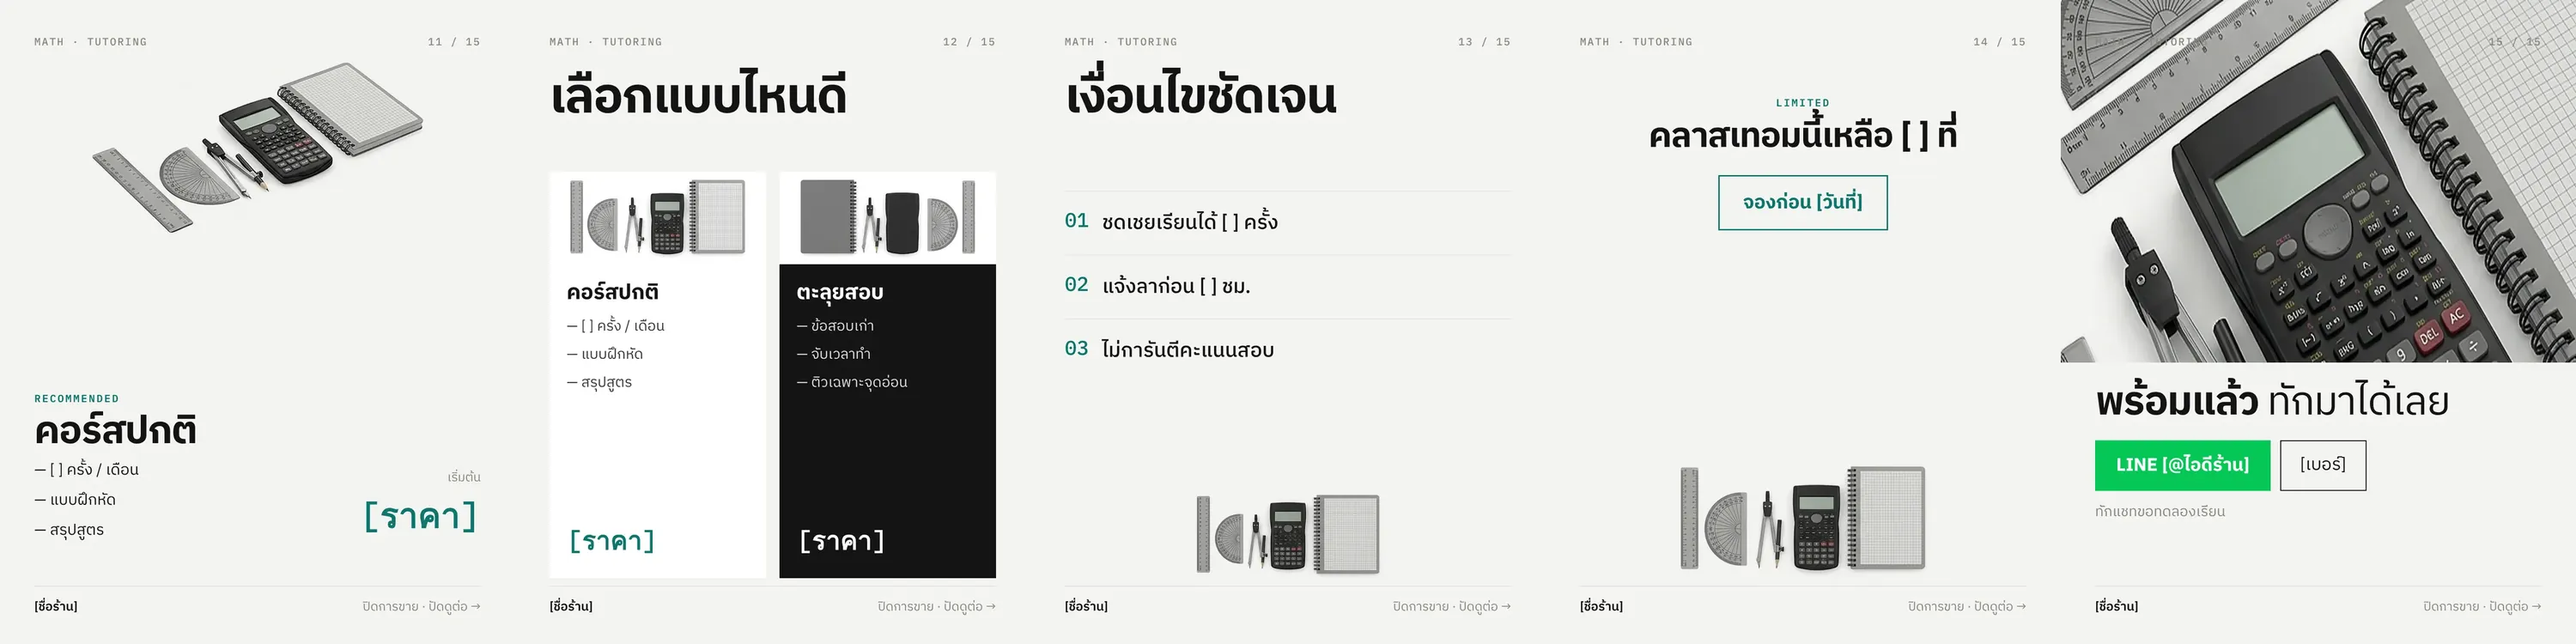 MATH · TUTORING
11 / 15
RECOMMENDED
คอร์สปกติ
— [ ] ครั้ง / เดือน
— แบบฝึกหัด
— สรุปสูตร
เริ่มต้น
[ราคา]
[ชื่อร้าน]
ปิดการขาย · ปัดดูต่อ →
MATH · TUTORING
12 / 15
เลือกแบบไหนดี
คอร์สปกติ
— [ ] ครั้ง / เดือน
— แบบฝึกหัด
— สรุปสูตร
[ราคา]
ตะลุยสอบ
— ข้อสอบเก่า
— จับเวลาทำ
— ติวเฉพาะจุดอ่อน
[ราคา]
[ชื่อร้าน]
ปิดการขาย · ปัดดูต่อ →
MATH · TUTORING
13 / 15
เงื่อนไขชัดเจน
01 ชดเชยเรียนได้ [ ] ครั้ง
02 แจ้งลาก่อน [ ] ชม.
03 ไม่การันตีคะแนนสอบ
[ชื่อร้าน]
ปิดการขาย · ปัดดูต่อ →
MATH · TUTORING
14 / 15
LIMITED
คลาสเทอมนี้เหลือ [ ] ที่
จองก่อน [วันที่]
[ชื่อร้าน]
ปิดการขาย · ปัดดูต่อ →
MATH · TUTORING
15 / 15
DEL
AC
พร้อมแล้ว ทักมาได้เลย
LINE [@ไอดีร้าน]
[เบอร์]
ทักแชทขอทดลองเรียน
[ชื่อร้าน]
ปิดการขาย · ปัดดูต่อ →